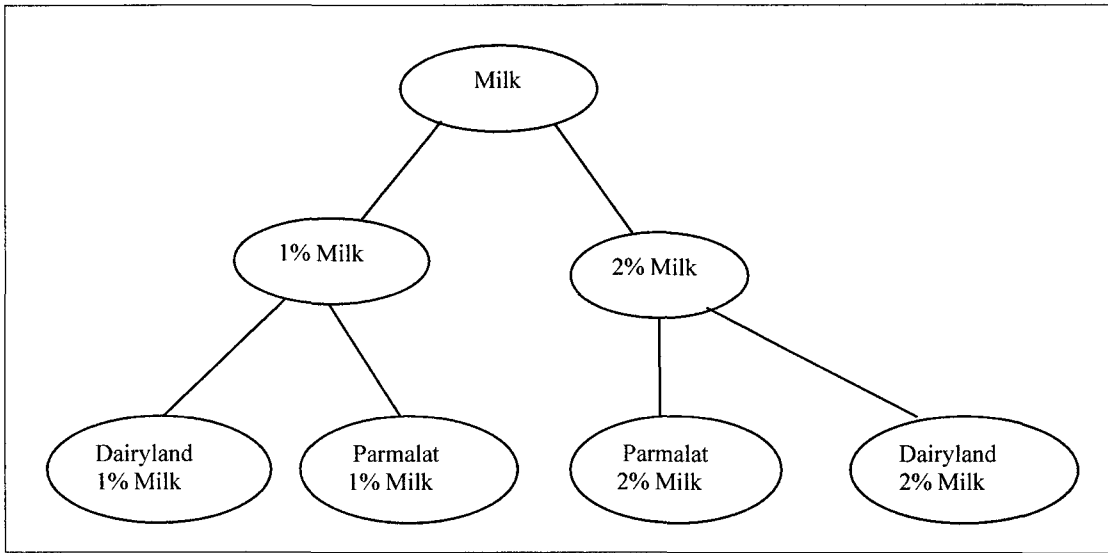 Milk
1% Milk
2% Milk
Dairyland
1% Milk
Parmalat
1% Milk
Parmalat
2% Milk
Dairyland
2% Milk